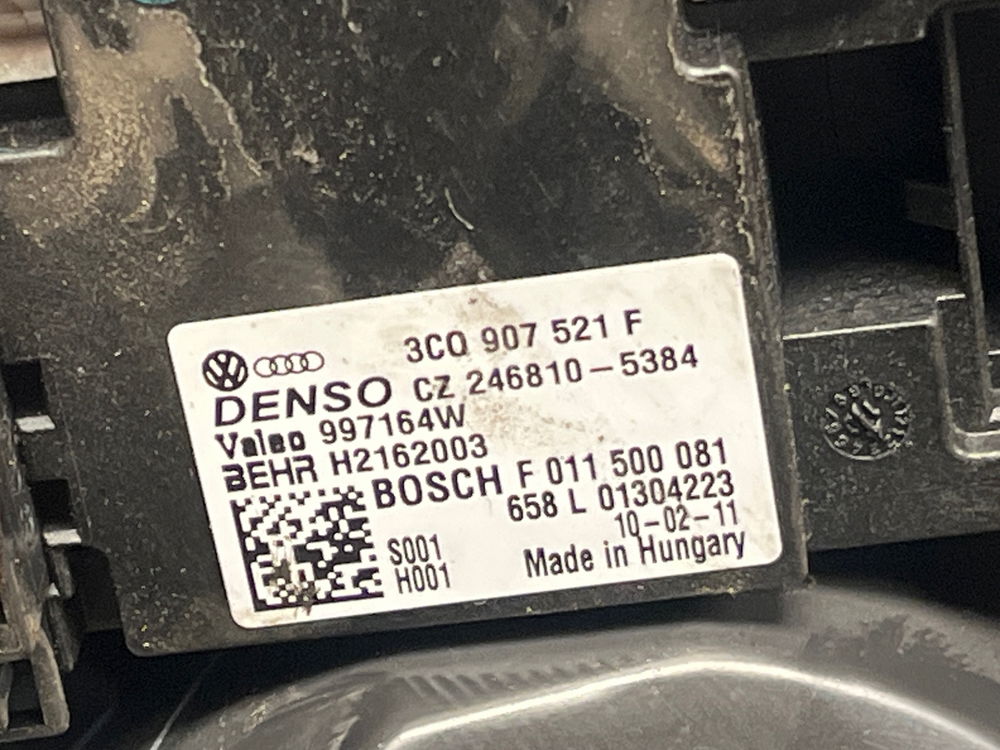 3CQ 907 521 F
DENSO CZ 246810-5384
Valeo 997164W
BEHR H2162003
BOSCH F 011 500 081
658 L 01304223
10-02-11
S001
H001
Made in Hungary